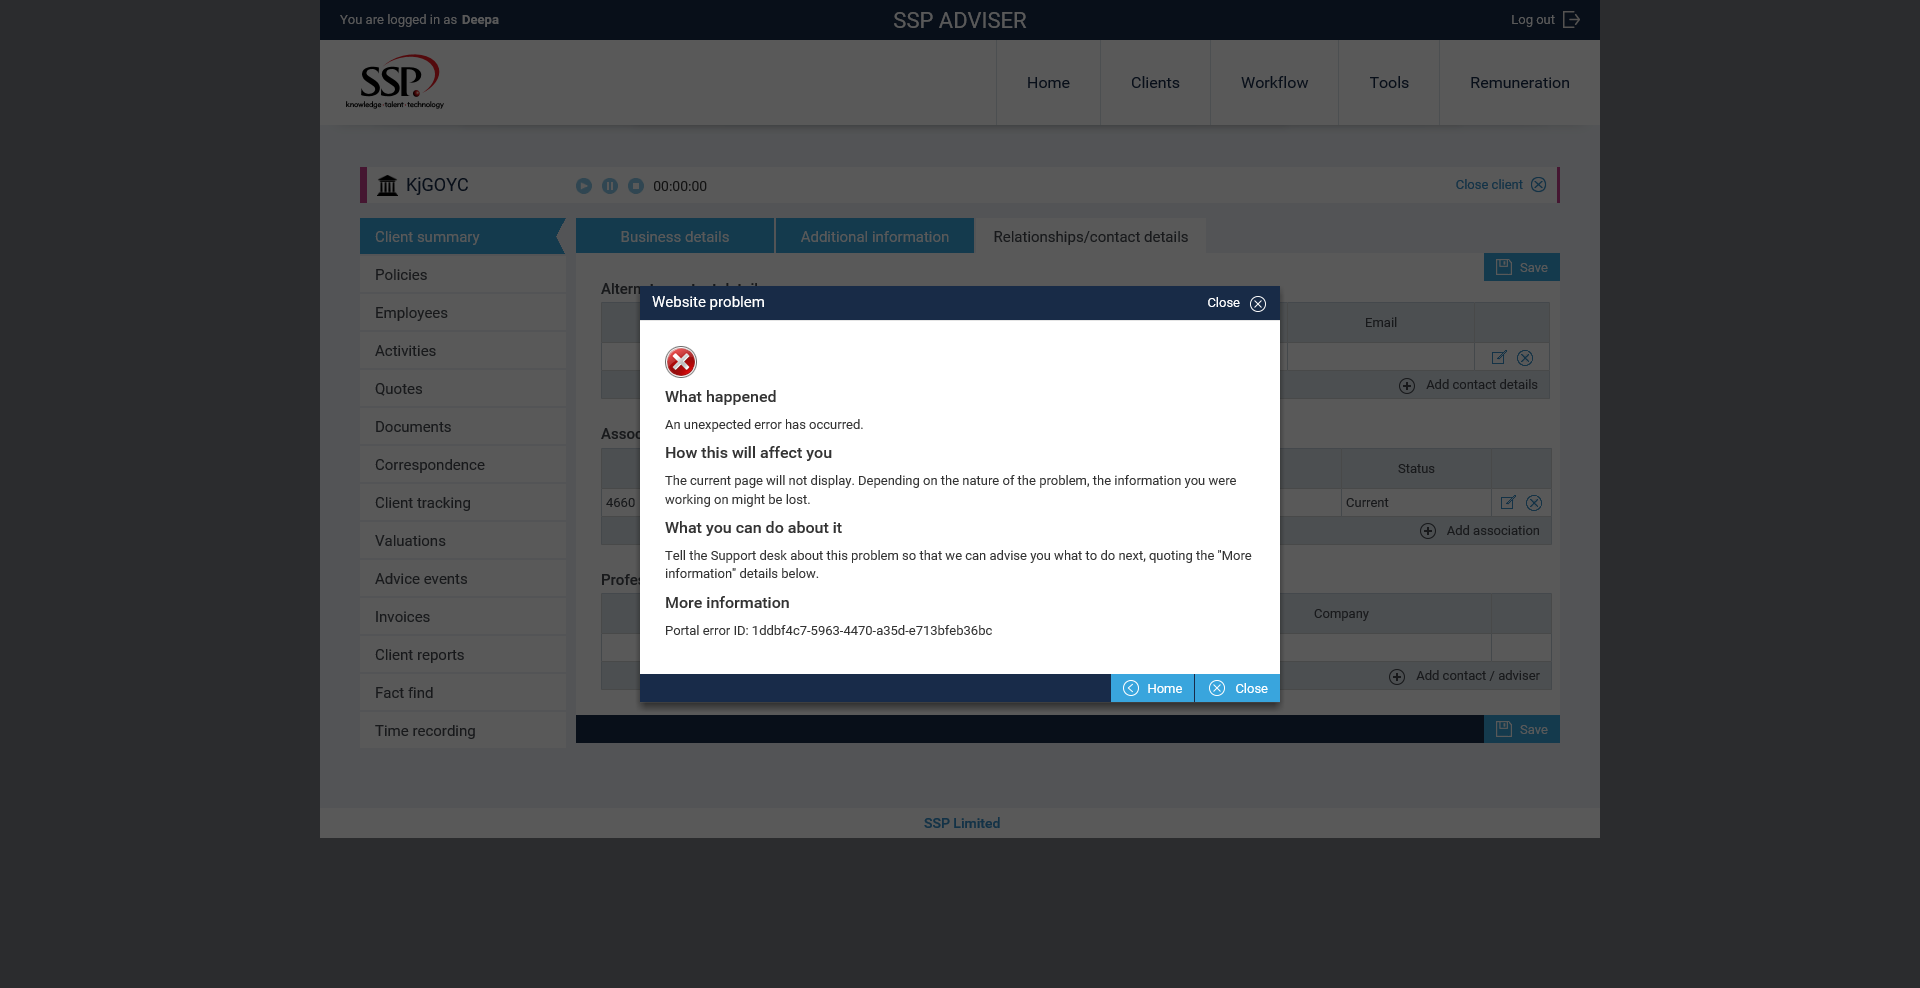 You are logged in as Deepa
SSP ADVISER
Log out
SSP
knowledge·talent·technology
Home
Clients
Workflow
Tools
Remuneration
KjGOYC
00:00:00
Close client
Client summary
Policies
Employees
Activities
Quotes
Documents
Correspondence
Client tracking
Valuations
Advice events
Invoices
Client reports
Fact find
Time recording
Business details
Additional information
Relationships/contact details
Save
Email
Add contact details
Status
4660
Current
Add association
Company
Add contact / adviser
Save
Website problem
Close
What happened
An unexpected error has occurred.
How this will affect you
The current page will not display. Depending on the nature of the problem, the information you were
working on might be lost.
What you can do about it
Tell the Support desk about this problem so that we can advise you what to do next, quoting the "More
information" details below.
More information
Portal error ID: 1ddbf4c7-5963-4470-a35d-e713bfeb36bc
Home
Close
SSP Limited